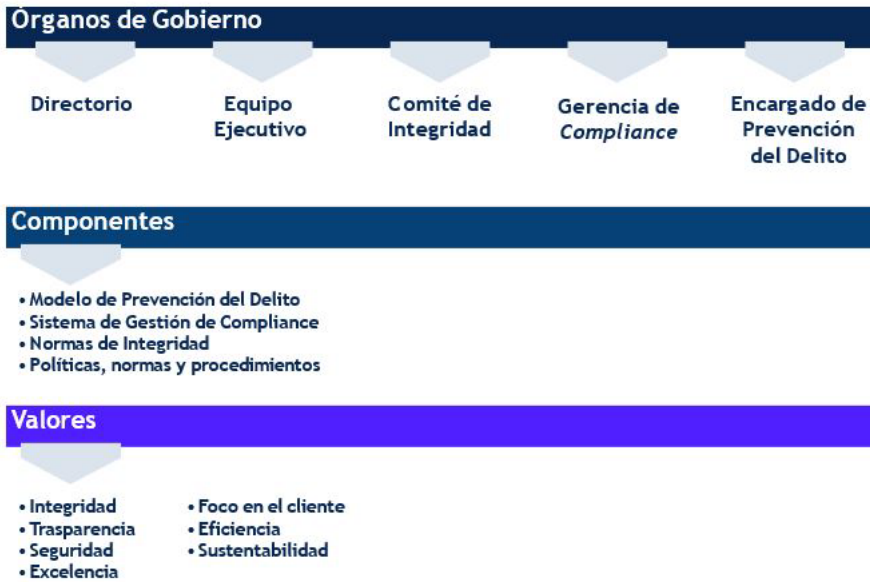 Órganos de Gobierno
Directorio
Equipo
Ejecutivo
Comité de
Integridad
Gerencia de
Compliance
Encargado de
Prevención
del Delito
Componentes
• Modelo de Prevención del Delito
• Sistema de Gestión de Compliance
• Normas de Integridad
• Políticas, normas y procedimientos
Valores
• Integridad
• Trasparencia
• Seguridad
• Excelencia
• Foco en el cliente
• Eficiencia
• Sustentabilidad